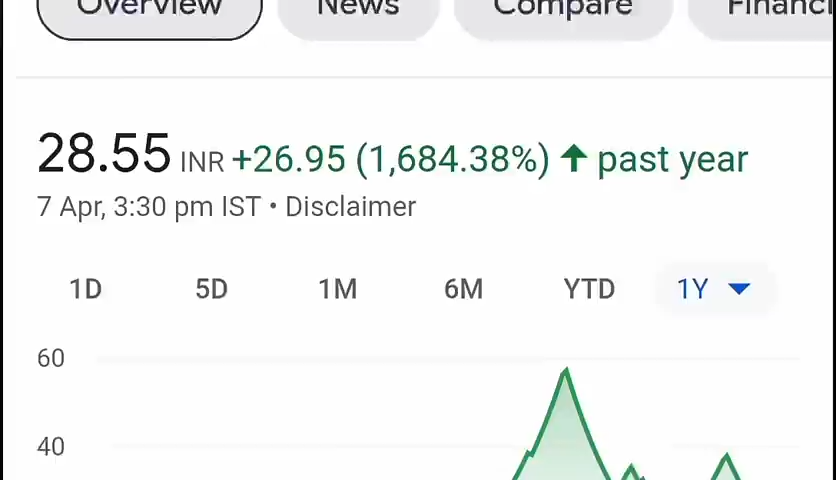 Overview News Compare Financi
28.55 INR +26.95 (1,684.38%) ↑ past year
7 Apr, 3:30 pm IST • Disclaimer
1D 5D 1M 6M YTD 1Y
60
40